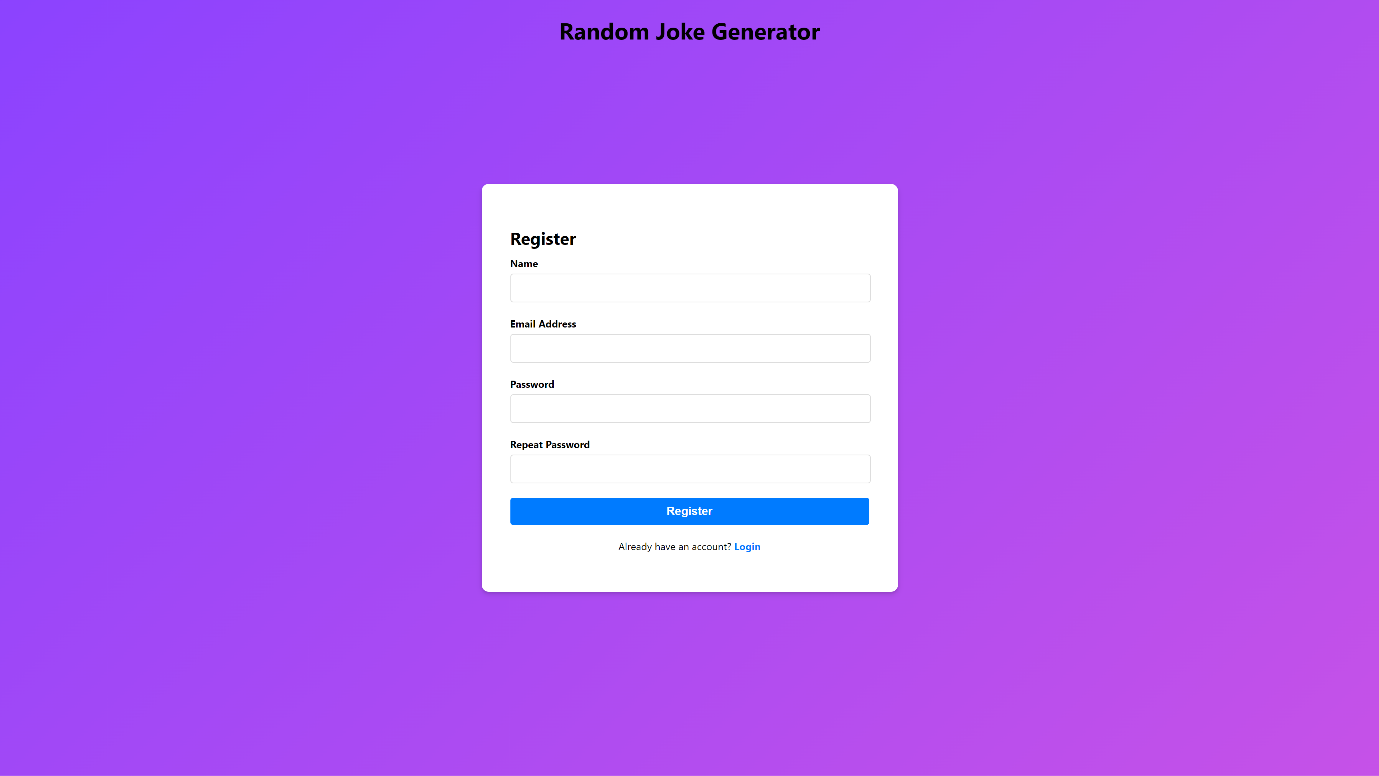 Random Joke Generator
Register
Name
Email Address
Password
Repeat Password
Register
Already have an account? Login